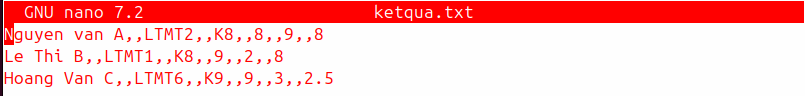 GNU nano 7.2 ketqua.txt
Nguyen van A,,LTMT2,,K8,,8,,9,,8
Le Thi B,,LTMT1,,K8,,9,,2,,8
Hoang Van C,,LTMT6,,K9,,9,,3,,2.5